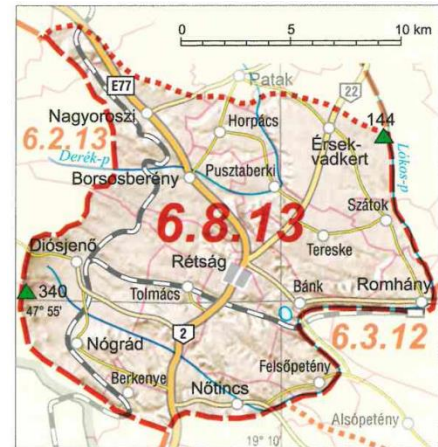 0 5 10 km
E77
Patak
22
Nagyoroszi
Horpács
144
6.2.13
Érsek-
vadkert
Derék-p
Lókos-p
Borsosberény
Pusztaberki
6.8.13
Szátok
Diósjenő
Tereske
Rétság
340
47° 55'
Tolmács
Bánk
Romhány
2
6.3.12
Nógrád
Felsőpetény
Berkenye
Nőtincs
Alsópetény
19° 10'